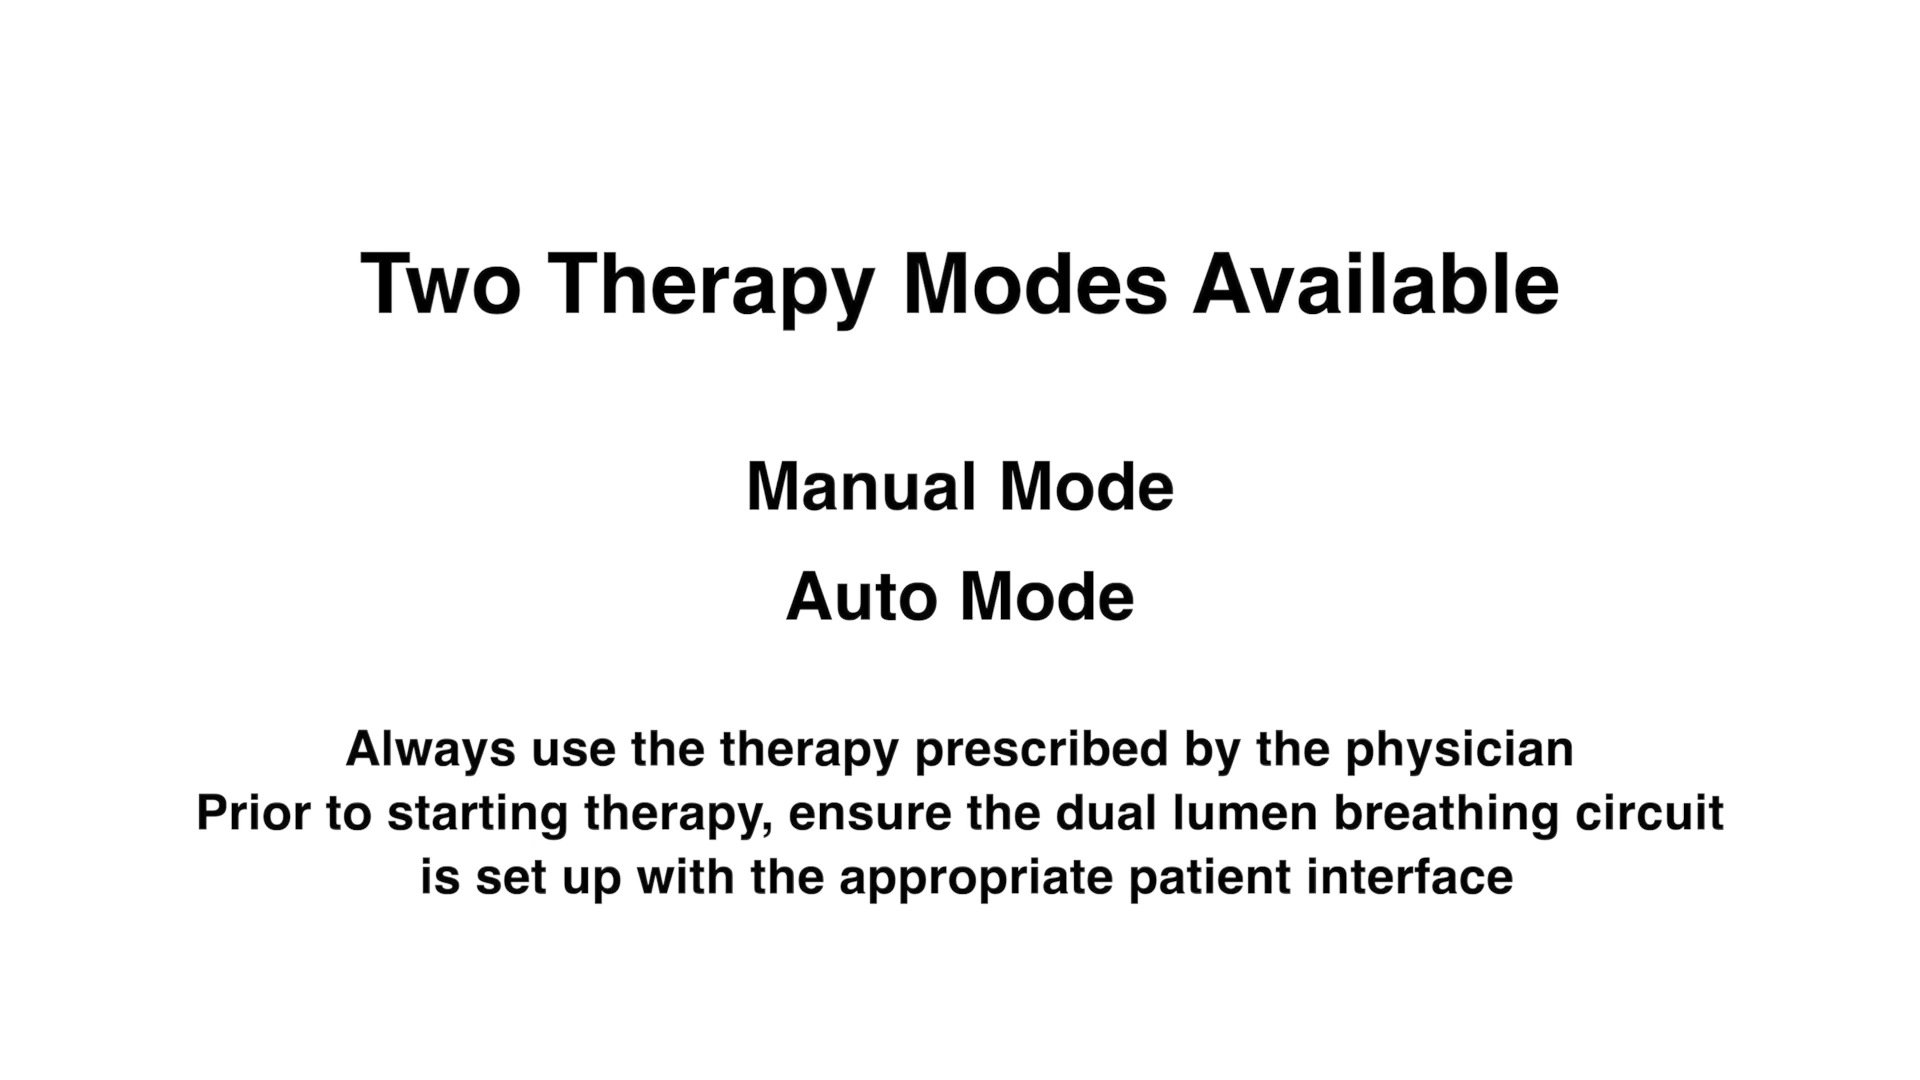 Two Therapy Modes Available
Manual Mode
Auto Mode
Always use the therapy prescribed by the physician
Prior to starting therapy, ensure the dual lumen breathing circuit
is set up with the appropriate patient interface